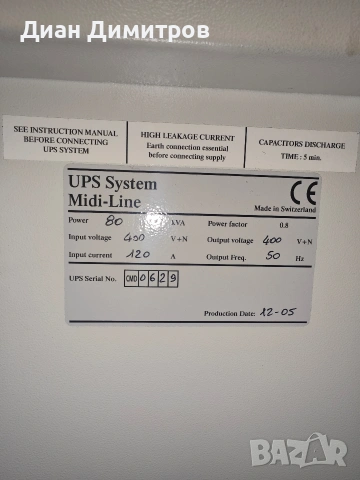 Диан Димитров
SEE INSTRUCTION MANUAL
BEFORE CONNECTING
UPS SYSTEM
HIGH LEAKAGE CURRENT
Earth connection essential
before connecting supply
CAPACITORS DISCHARGE
TIME : 5 min.
UPS System
Midi-Line
CE
Made in Switzerland
Power 80 kVA Power factor 0.8
Input voltage 400 V+N Output voltage 400 V+N
Input current 120 A Output Freq. 50 Hz
UPS Serial No. 0629
Production Date: 12-05
BAZAR